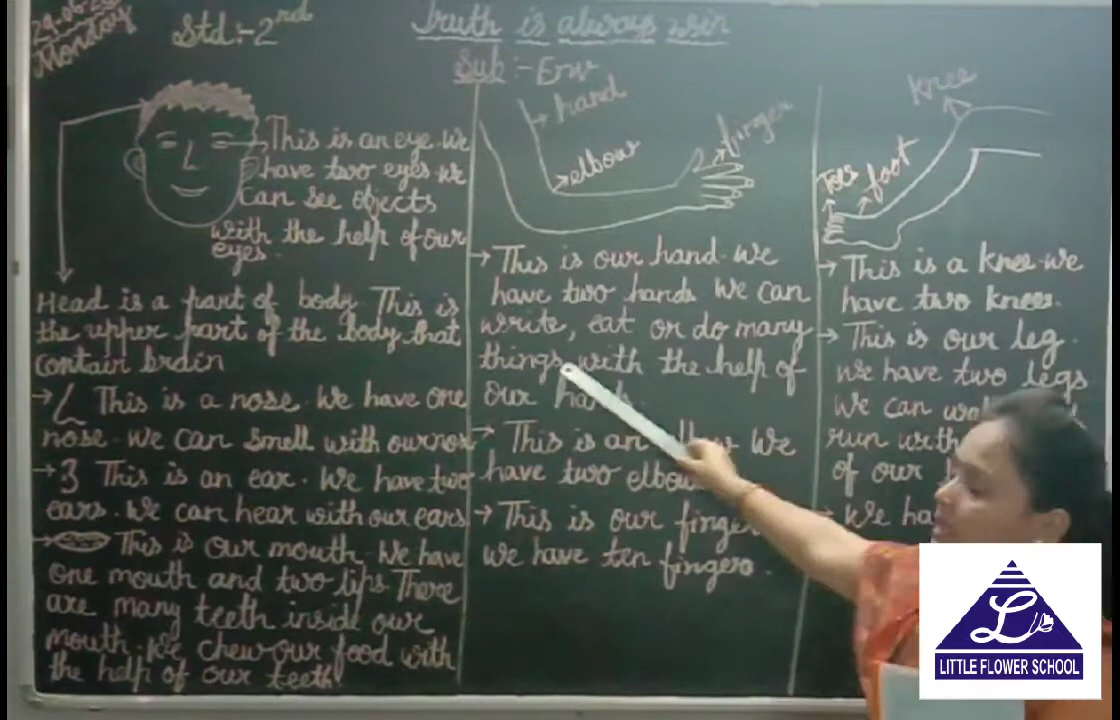 29-06-20
Monday
Std:-2nd
Truth is always win
Sub:-Erw
This is an eye. we
have two eyes we
Can see objects
with the help of our
eyes.
Head is a part of body This is
the upper part of the body that
contain brain
→ This is a nose. We have one
nose. We can smell with our nose
→ This is an ear. We have two
ears. We can hear with our ears
→ This is our mouth. We have
one mouth and two lips. There
are many teeth inside our
mouth. We chew our food with
the help of our teeth
hand
elbow
finger
→ This is our hand. we
have two hands We can
write, eat or do many
things with the help of
our
→ This is an We
have two
→ This is our
we have ten fingers.
knee
foot
→ This is a knee. we
have two knees.
→ This is our leg.
we have two legs
We can
run
of our
→ We
LFS
LITTLE FLOWER SCHOOL